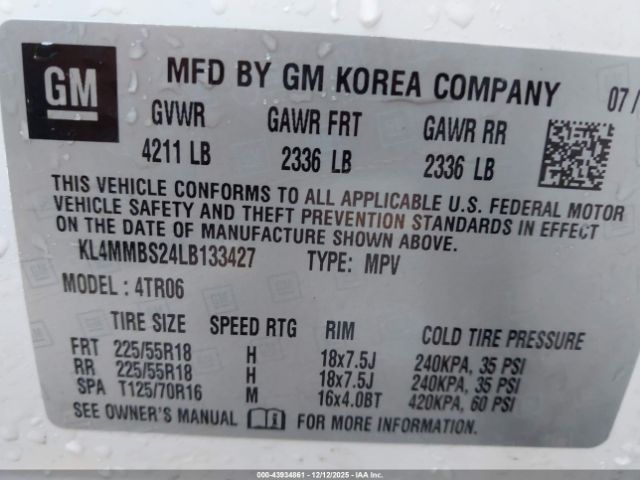 GM MFD BY GM KOREA COMPANY 07/
GVWR GAWR FRT GAWR RR
4211 LB 2336 LB 2336 LB
THIS VEHICLE CONFORMS TO ALL APPLICABLE U.S. FEDERAL MOTOR
VEHICLE SAFETY AND THEFT PREVENTION STANDARDS IN EFFECT
ON THE DATE OF MANUFACTURE SHOWN ABOVE.
KL4MMBS24LB133427 TYPE: MPV
MODEL: 4TR06
TIRE SIZE SPEED RTG RIM COLD TIRE PRESSURE
FRT 225/55R18 H 18x7.5J 240KPA, 35 PSI
RR 225/55R18 H 18x7.5J 240KPA, 35 PSI
SPA T125/70R16 M 16x4.0BT 420KPA, 60 PSI
SEE OWNER'S MANUAL FOR MORE INFORMATION.
000-43934861 - 12/12/2025 - IAAI.COM